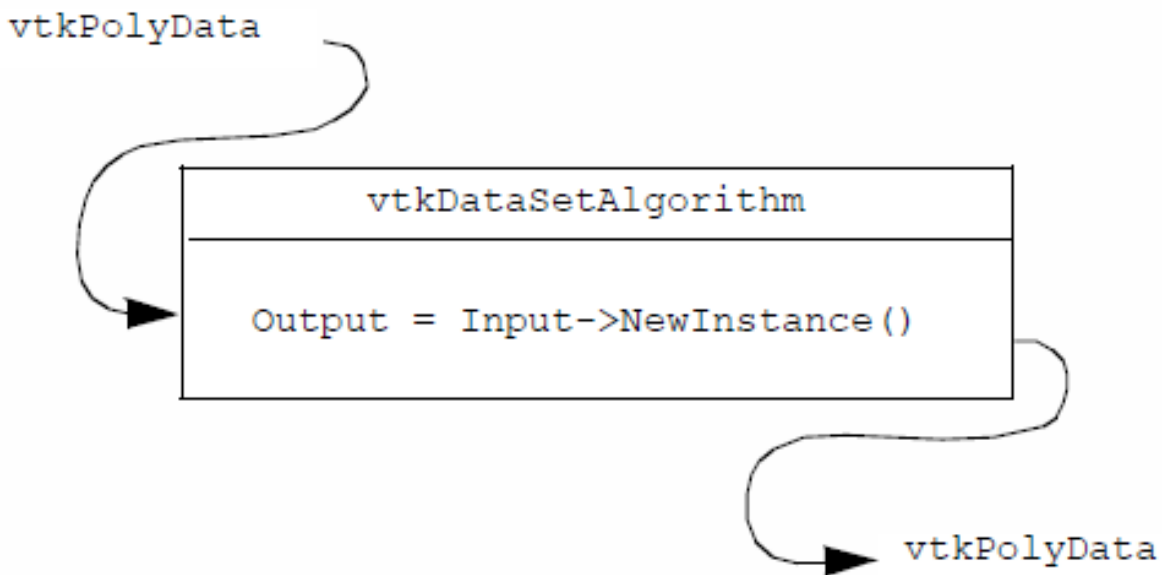 vtkPolyData
vtkDataSetAlgorithm
Output = Input->NewInstance()
vtkPolyData